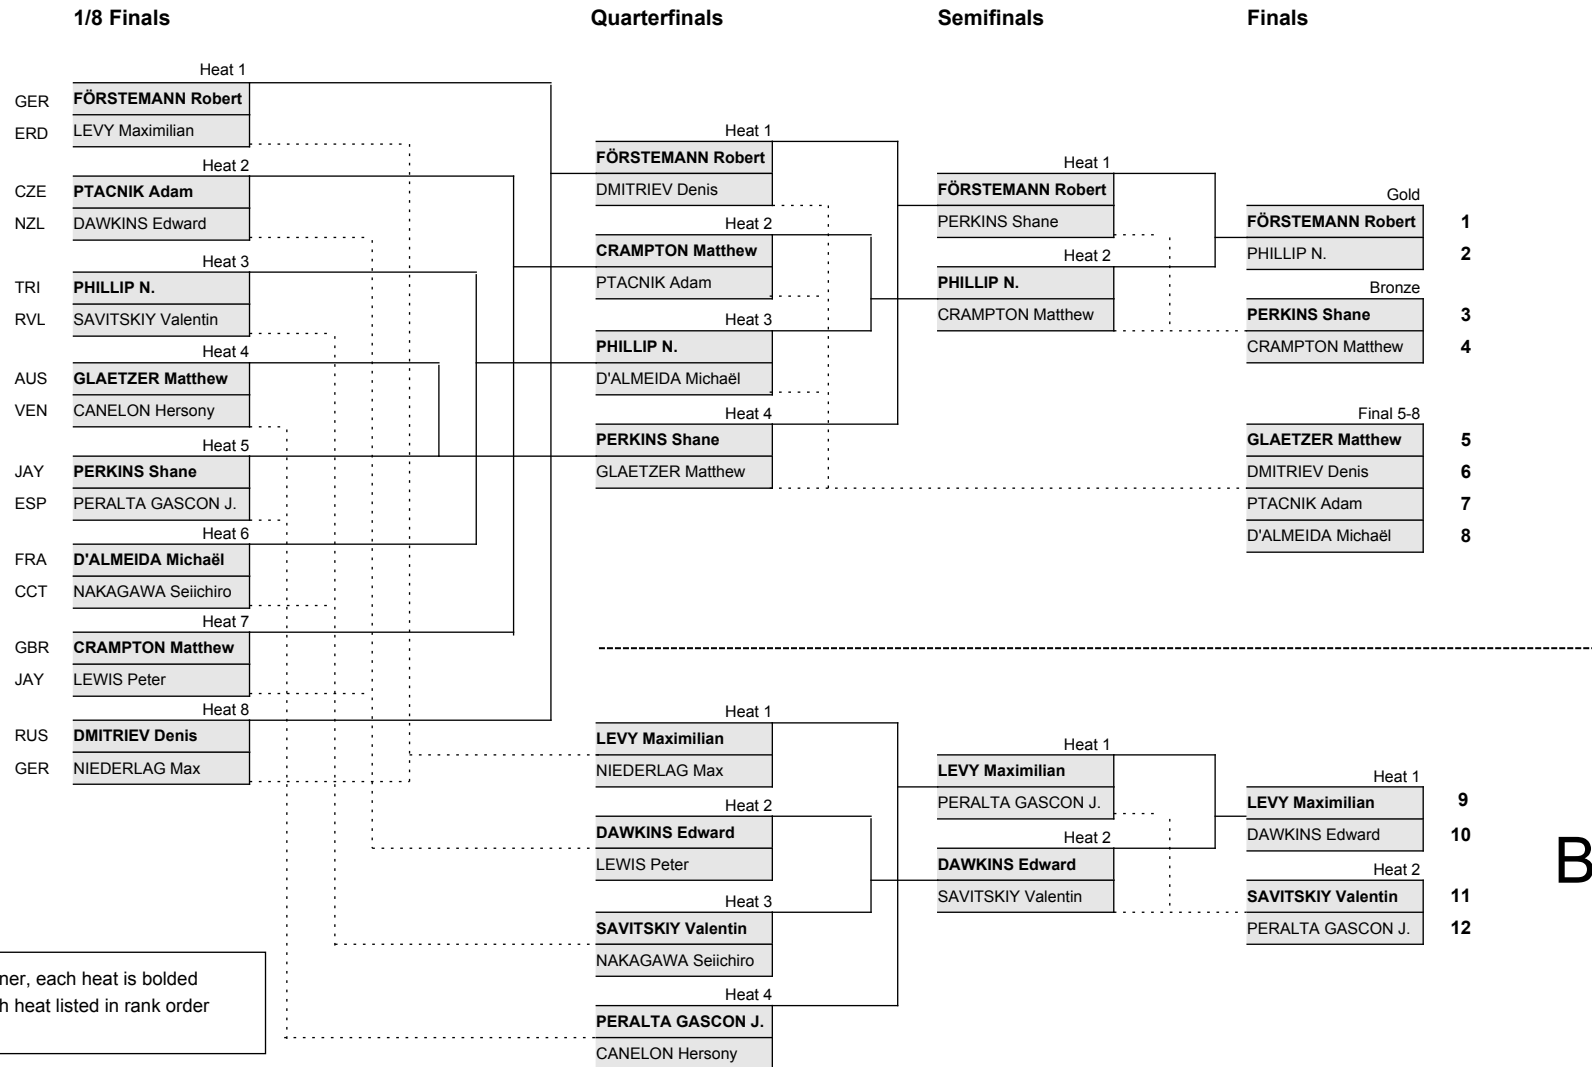 1/8 Finals
Quarterfinals
Semifinals
Finals
Heat 1
GER FÖRSTEMANN Robert
ERD LEVY Maximilian
Heat 2
CZE PTACNIK Adam
NZL DAWKINS Edward
Heat 3
TRI PHILLIP N.
RVL SAVITSKIY Valentin
Heat 4
AUS GLAETZER Matthew
VEN CANELON Hersony
Heat 5
JAY PERKINS Shane
ESP PERALTA GASCON J.
Heat 6
FRA D'ALMEIDA Michaël
CCT NAKAGAWA Seiichiro
Heat 7
GBR CRAMPTON Matthew
JAY LEWIS Peter
Heat 8
RUS DMITRIEV Denis
GER NIEDERLAG Max
Heat 1
FÖRSTEMANN Robert
DMITRIEV Denis
Heat 2
CRAMPTON Matthew
PTACNIK Adam
Heat 3
PHILLIP N.
D'ALMEIDA Michaël
Heat 4
PERKINS Shane
GLAETZER Matthew
Heat 1
FÖRSTEMANN Robert
PERKINS Shane
Heat 2
PHILLIP N.
CRAMPTON Matthew
Gold
FÖRSTEMANN Robert 1
PHILLIP N. 2
Bronze
PERKINS Shane 3
CRAMPTON Matthew 4
Final 5-8
GLAETZER Matthew 5
DMITRIEV Denis 6
PTACNIK Adam 7
D'ALMEIDA Michaël 8
Heat 1
LEVY Maximilian
NIEDERLAG Max
Heat 2
DAWKINS Edward
LEWIS Peter
Heat 3
SAVITSKIY Valentin
NAKAGAWA Seiichiro
Heat 4
PERALTA GASCON J.
CANELON Hersony
Heat 1
LEVY Maximilian
PERALTA GASCON J.
Heat 2
DAWKINS Edward
SAVITSKIY Valentin
Heat 1
LEVY Maximilian 9
DAWKINS Edward 10
Heat 2
SAVITSKIY Valentin 11
PERALTA GASCON J. 12
B
ner, each heat is bolded
h heat listed in rank order